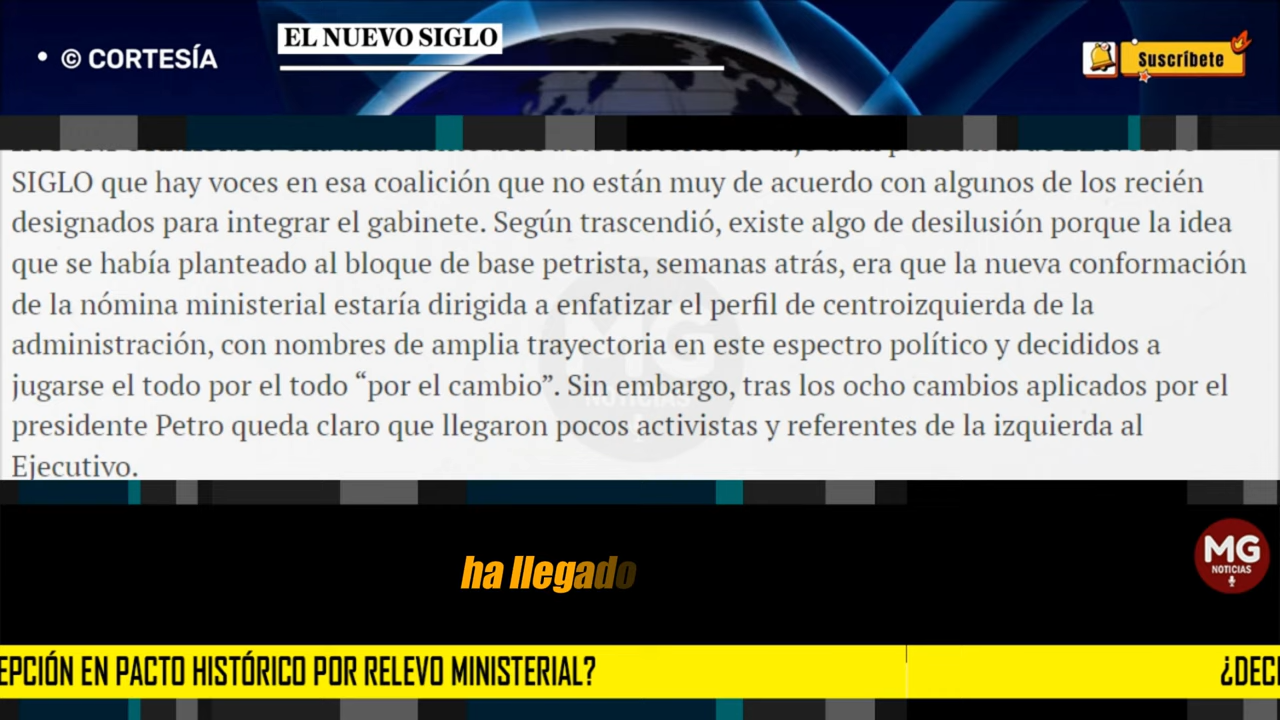 • © CORTESÍA
EL NUEVO SIGLO
Suscríbete
SIGLO que hay voces en esa coalición que no están muy de acuerdo con algunos de los recién
designados para integrar el gabinete. Según trascendió, existe algo de desilusión porque la idea
que se había planteado al bloque de base petrista, semanas atrás, era que la nueva conformación
de la nómina ministerial estaría dirigida a enfatizar el perfil de centroizquierda de la
administración, con nombres de amplia trayectoria en este espectro político y decididos a
jugarse el todo por el todo “por el cambio”. Sin embargo, tras los ocho cambios aplicados por el
presidente Petro queda claro que llegaron pocos activistas y referentes de la izquierda al
Ejecutivo.
MG
NOTICIAS
ha llegado
MG
NOTICIAS
EPCIÓN EN PACTO HISTÓRICO POR RELEVO MINISTERIAL?
¿DECE